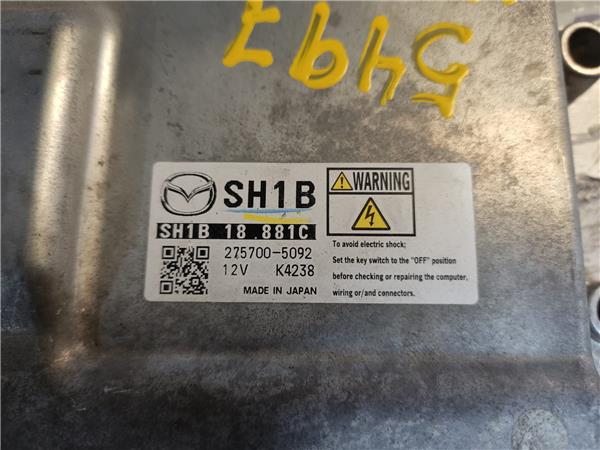 5497
SH1B
SH1B 18 881C
275700-5092
12V K4238
MADE IN JAPAN
WARNING
To avoid electric shock;
Set the key switch to the "OFF" position
before checking or repairing the computer,
wiring or/and connectors.